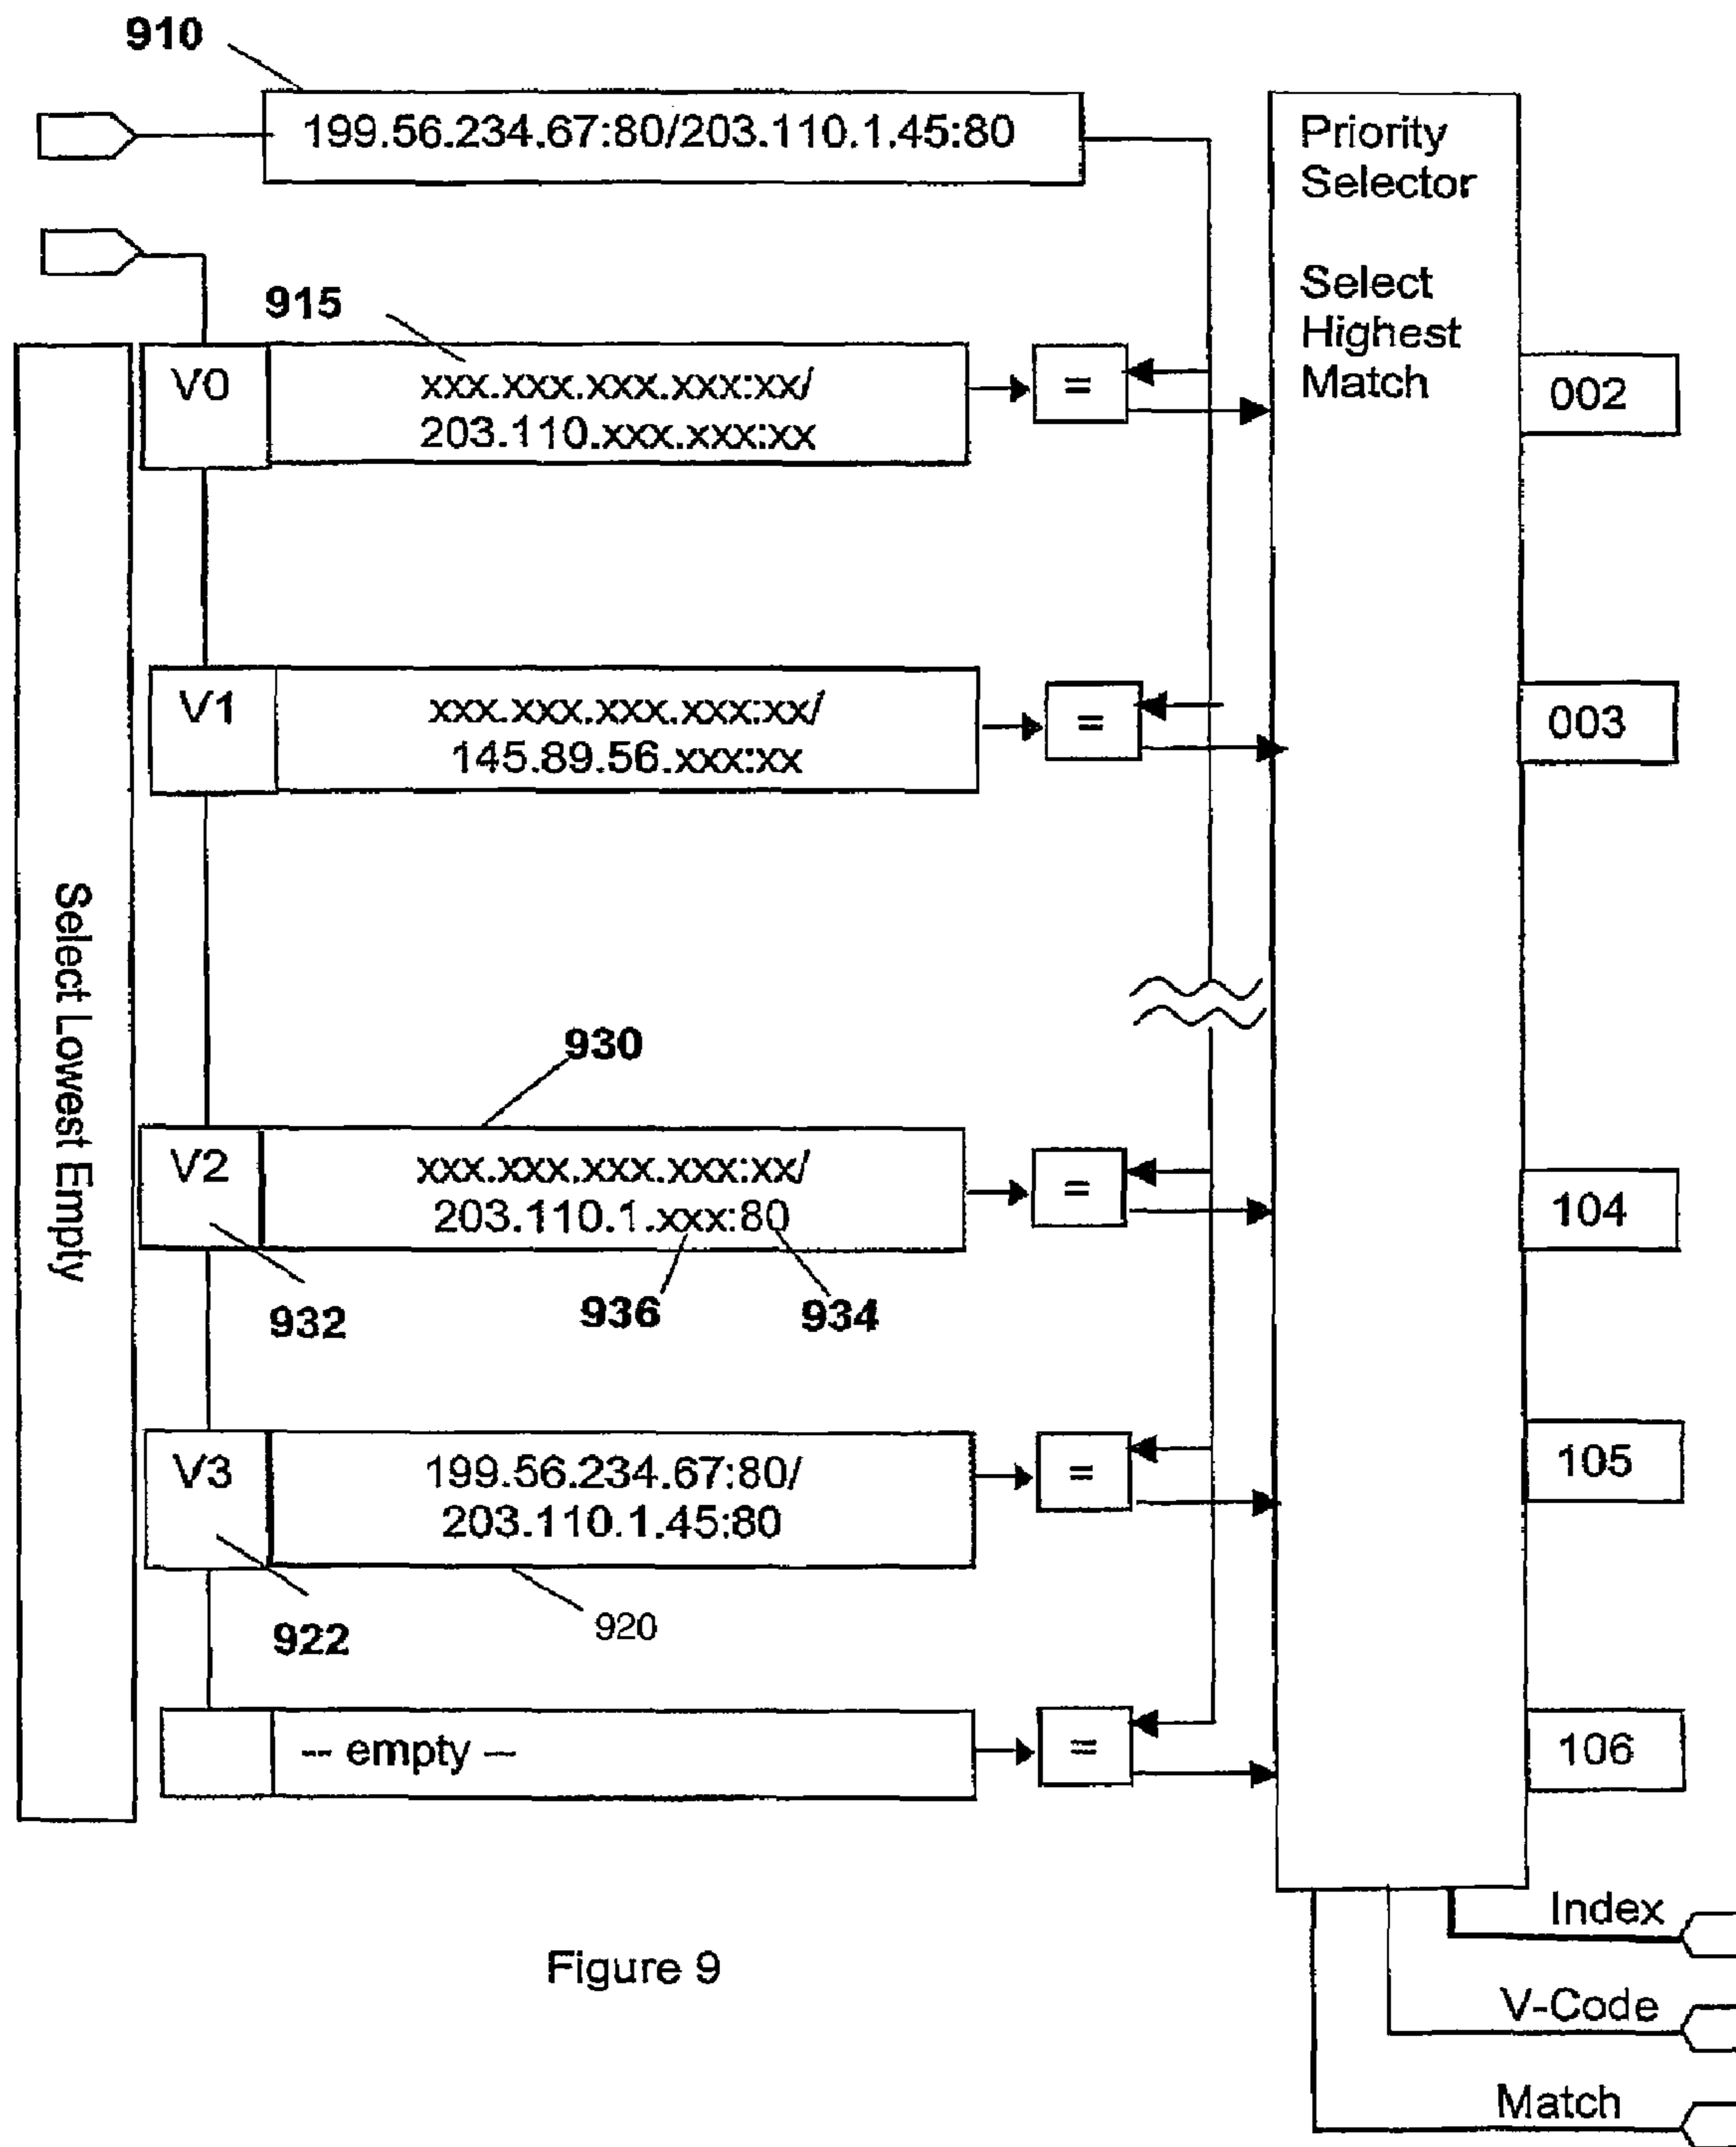 910
199.56.234.67:80/203.110.1.45:80
Priority
Selector
Select
Highest
Match
915
V0
xxx.xxx.xxx.xxx:xx/
203.110.xxx.xxx:xx
=
002
V1
xxx.xxx.xxx.xxx:xx/
145.89.56.xxx:xx
=
003
Select Lowest Empty
930
V2
xxx.xxx.xxx.xxx:xx/
203.110.1.xxx:80
=
104
932
936
934
V3
199.56.234.67:80/
203.110.1.45:80
=
105
922
920
-- empty --
=
106
Index
V-Code
Match
Figure 9